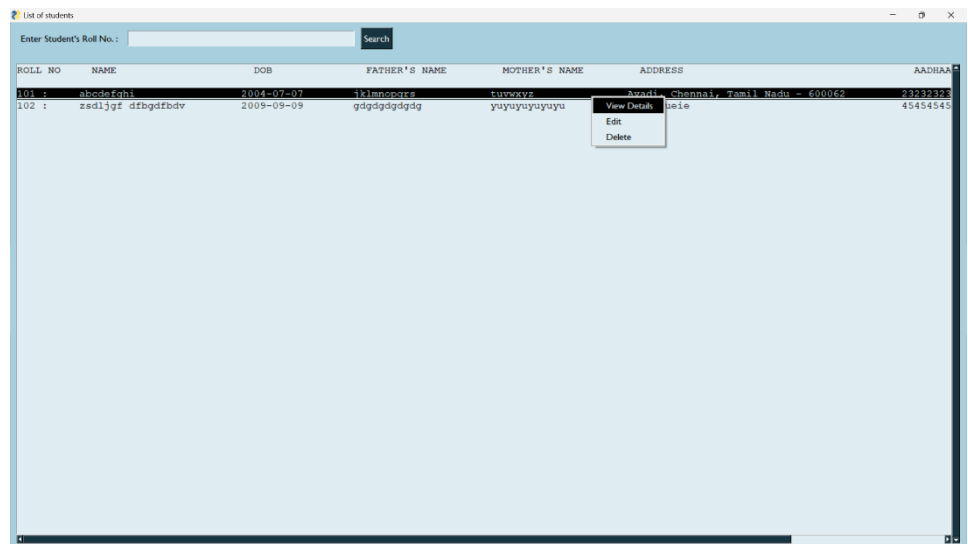 List of students
Enter Student's Roll No. : Search
ROLL NO NAME DOB FATHER'S NAME MOTHER'S NAME ADDRESS AADHAA
101 : abcdefghi 2004-07-07 jklmnopqrs tuvwxyz Avadi, Chennai, Tamil Nadu - 600062 23232323
102 : zsdljgf dfbgdfbdv 2009-09-09 gdgdgdgdgdg yuyuyuyuyuyu ueie 45454545
View Details
Edit
Delete